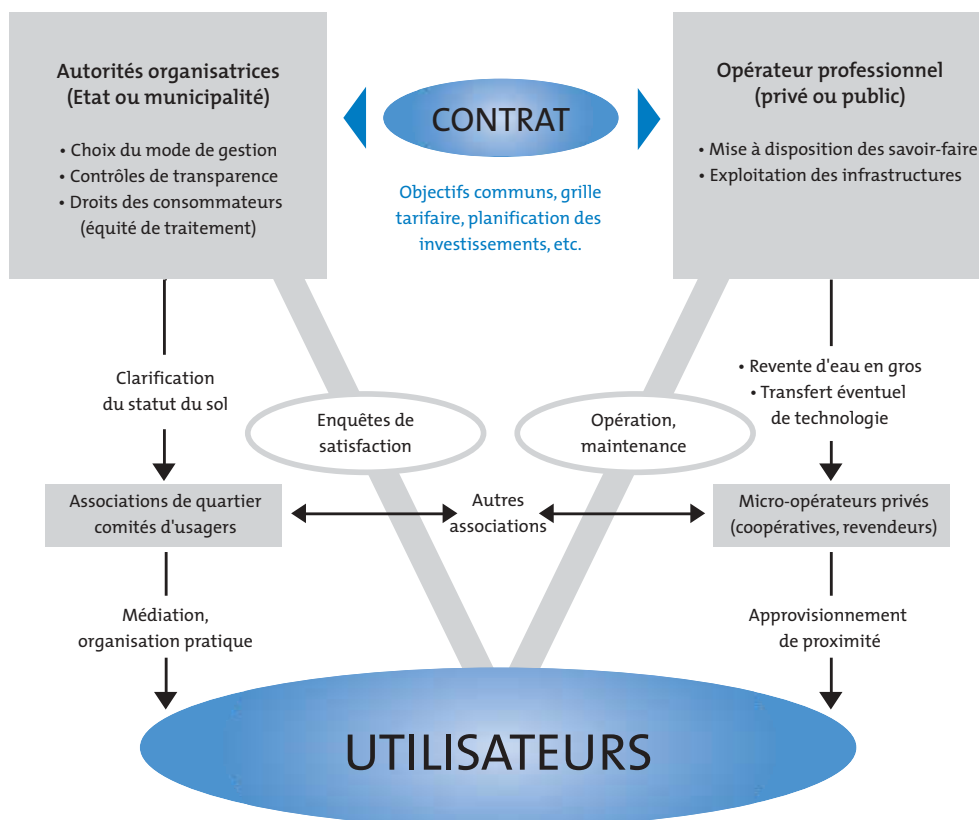 Autorités organisatrices
(Etat ou municipalité)
• Choix du mode de gestion
• Contrôles de transparence
• Droits des consommateurs
(équité de traitement)
CONTRAT
Objectifs communs, grille
tarifaire, planification des
investissements, etc.
Opérateur professionnel
(privé ou public)
• Mise à disposition des savoir-faire
• Exploitation des infrastructures
Clarification
du statut du sol
Enquêtes de
satisfaction
Opération,
maintenance
• Revente d'eau en gros
• Transfert éventuel
de technologie
Associations de quartier
comités d'usagers
Autres
associations
Micro-opérateurs privés
(coopératives, revendeurs)
Médiation,
organisation pratique
Approvisionnement
de proximité
UTILISATEURS